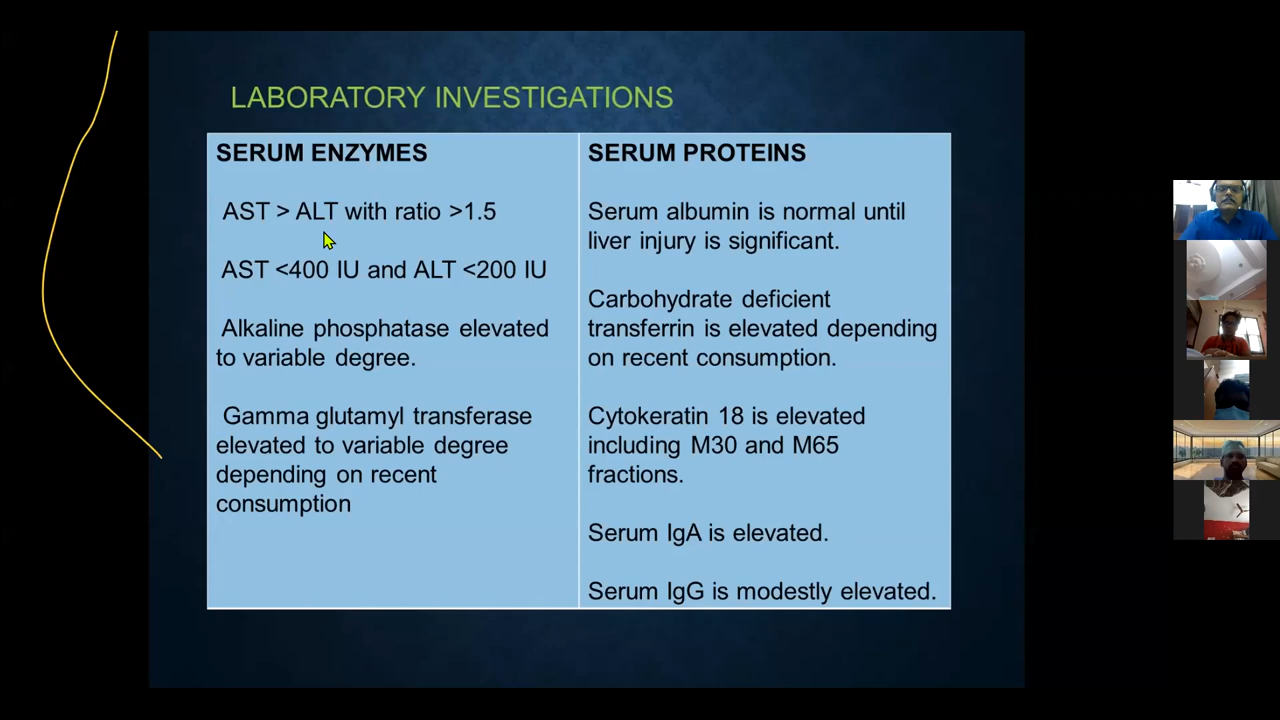 LABORATORY INVESTIGATIONS
SERUM ENZYMES
AST > ALT with ratio >1.5
AST <400 IU and ALT <200 IU
Alkaline phosphatase elevated
to variable degree.
Gamma glutamyl transferase
elevated to variable degree
depending on recent
consumption
SERUM PROTEINS
Serum albumin is normal until
liver injury is significant.
Carbohydrate deficient
transferrin is elevated depending
on recent consumption.
Cytokeratin 18 is elevated
including M30 and M65
fractions.
Serum IgA is elevated.
Serum IgG is modestly elevated.